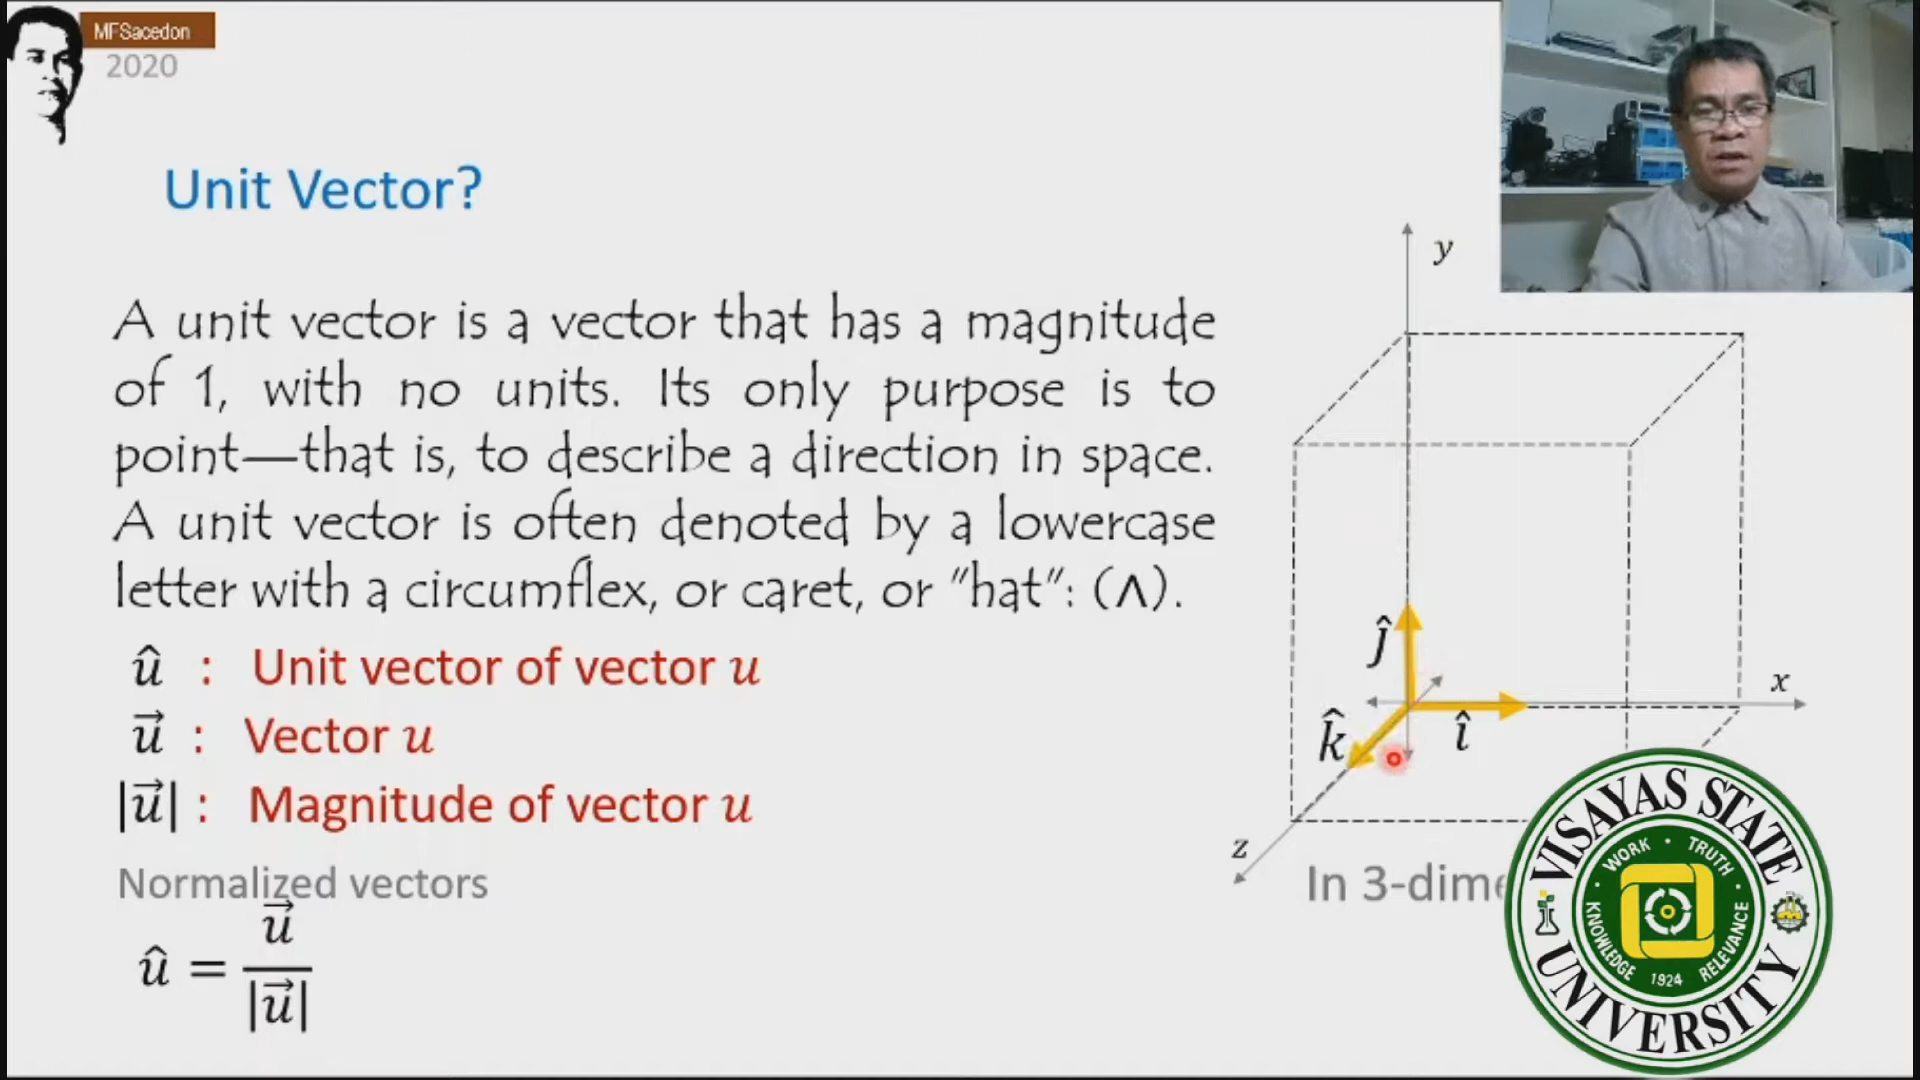 MFSacedon
2020
Unit Vector?
A unit vector is a vector that has a magnitude
of 1, with no units. Its only purpose is to
point—that is, to describe a direction in space.
A unit vector is often denoted by a lowercase
letter with a circumflex, or caret, or "hat": (∧).
û : Unit vector of vector u
u⃗ : Vector u
|u⃗| : Magnitude of vector u
Normalized vectors
û = u⃗ / |u⃗|
y
x
z
ĵ
î
k̂
In 3-dime
VISAYAS STATE UNIVERSITY
WORK • TRUTH • KNOWLEDGE 1924 RELEVANCE